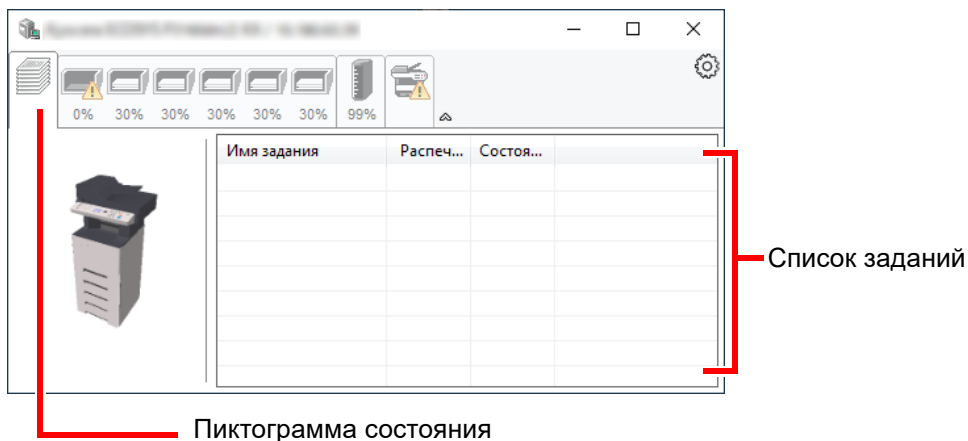 0% 30% 30% 30% 30% 30% 99%
Имя задания Распеч... Состоя...
Список заданий
Пиктограмма состояния